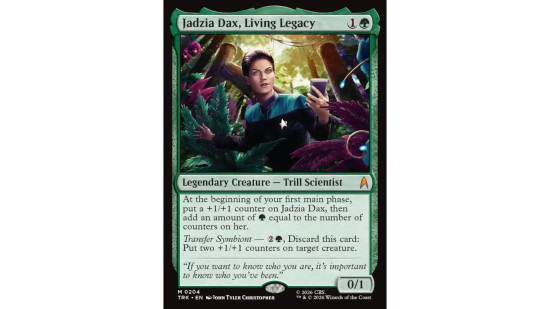 Jadzia Dax, Living Legacy 1
Legendary Creature — Trill Scientist
At the beginning of your first main phase,
put a +1/+1 counter on Jadzia Dax, then
add an amount of equal to the number of
counters on her.
Transfer Symbiont — 2, Discard this card:
Put two +1/+1 counters on target creature.
“If you want to know who you are, it’s important
to know who you’ve been.”
0/1
M 0204
TRK • EN John Tyler Christopher
© 2026 CBS.
™ & © 2026 Wizards of the Coast